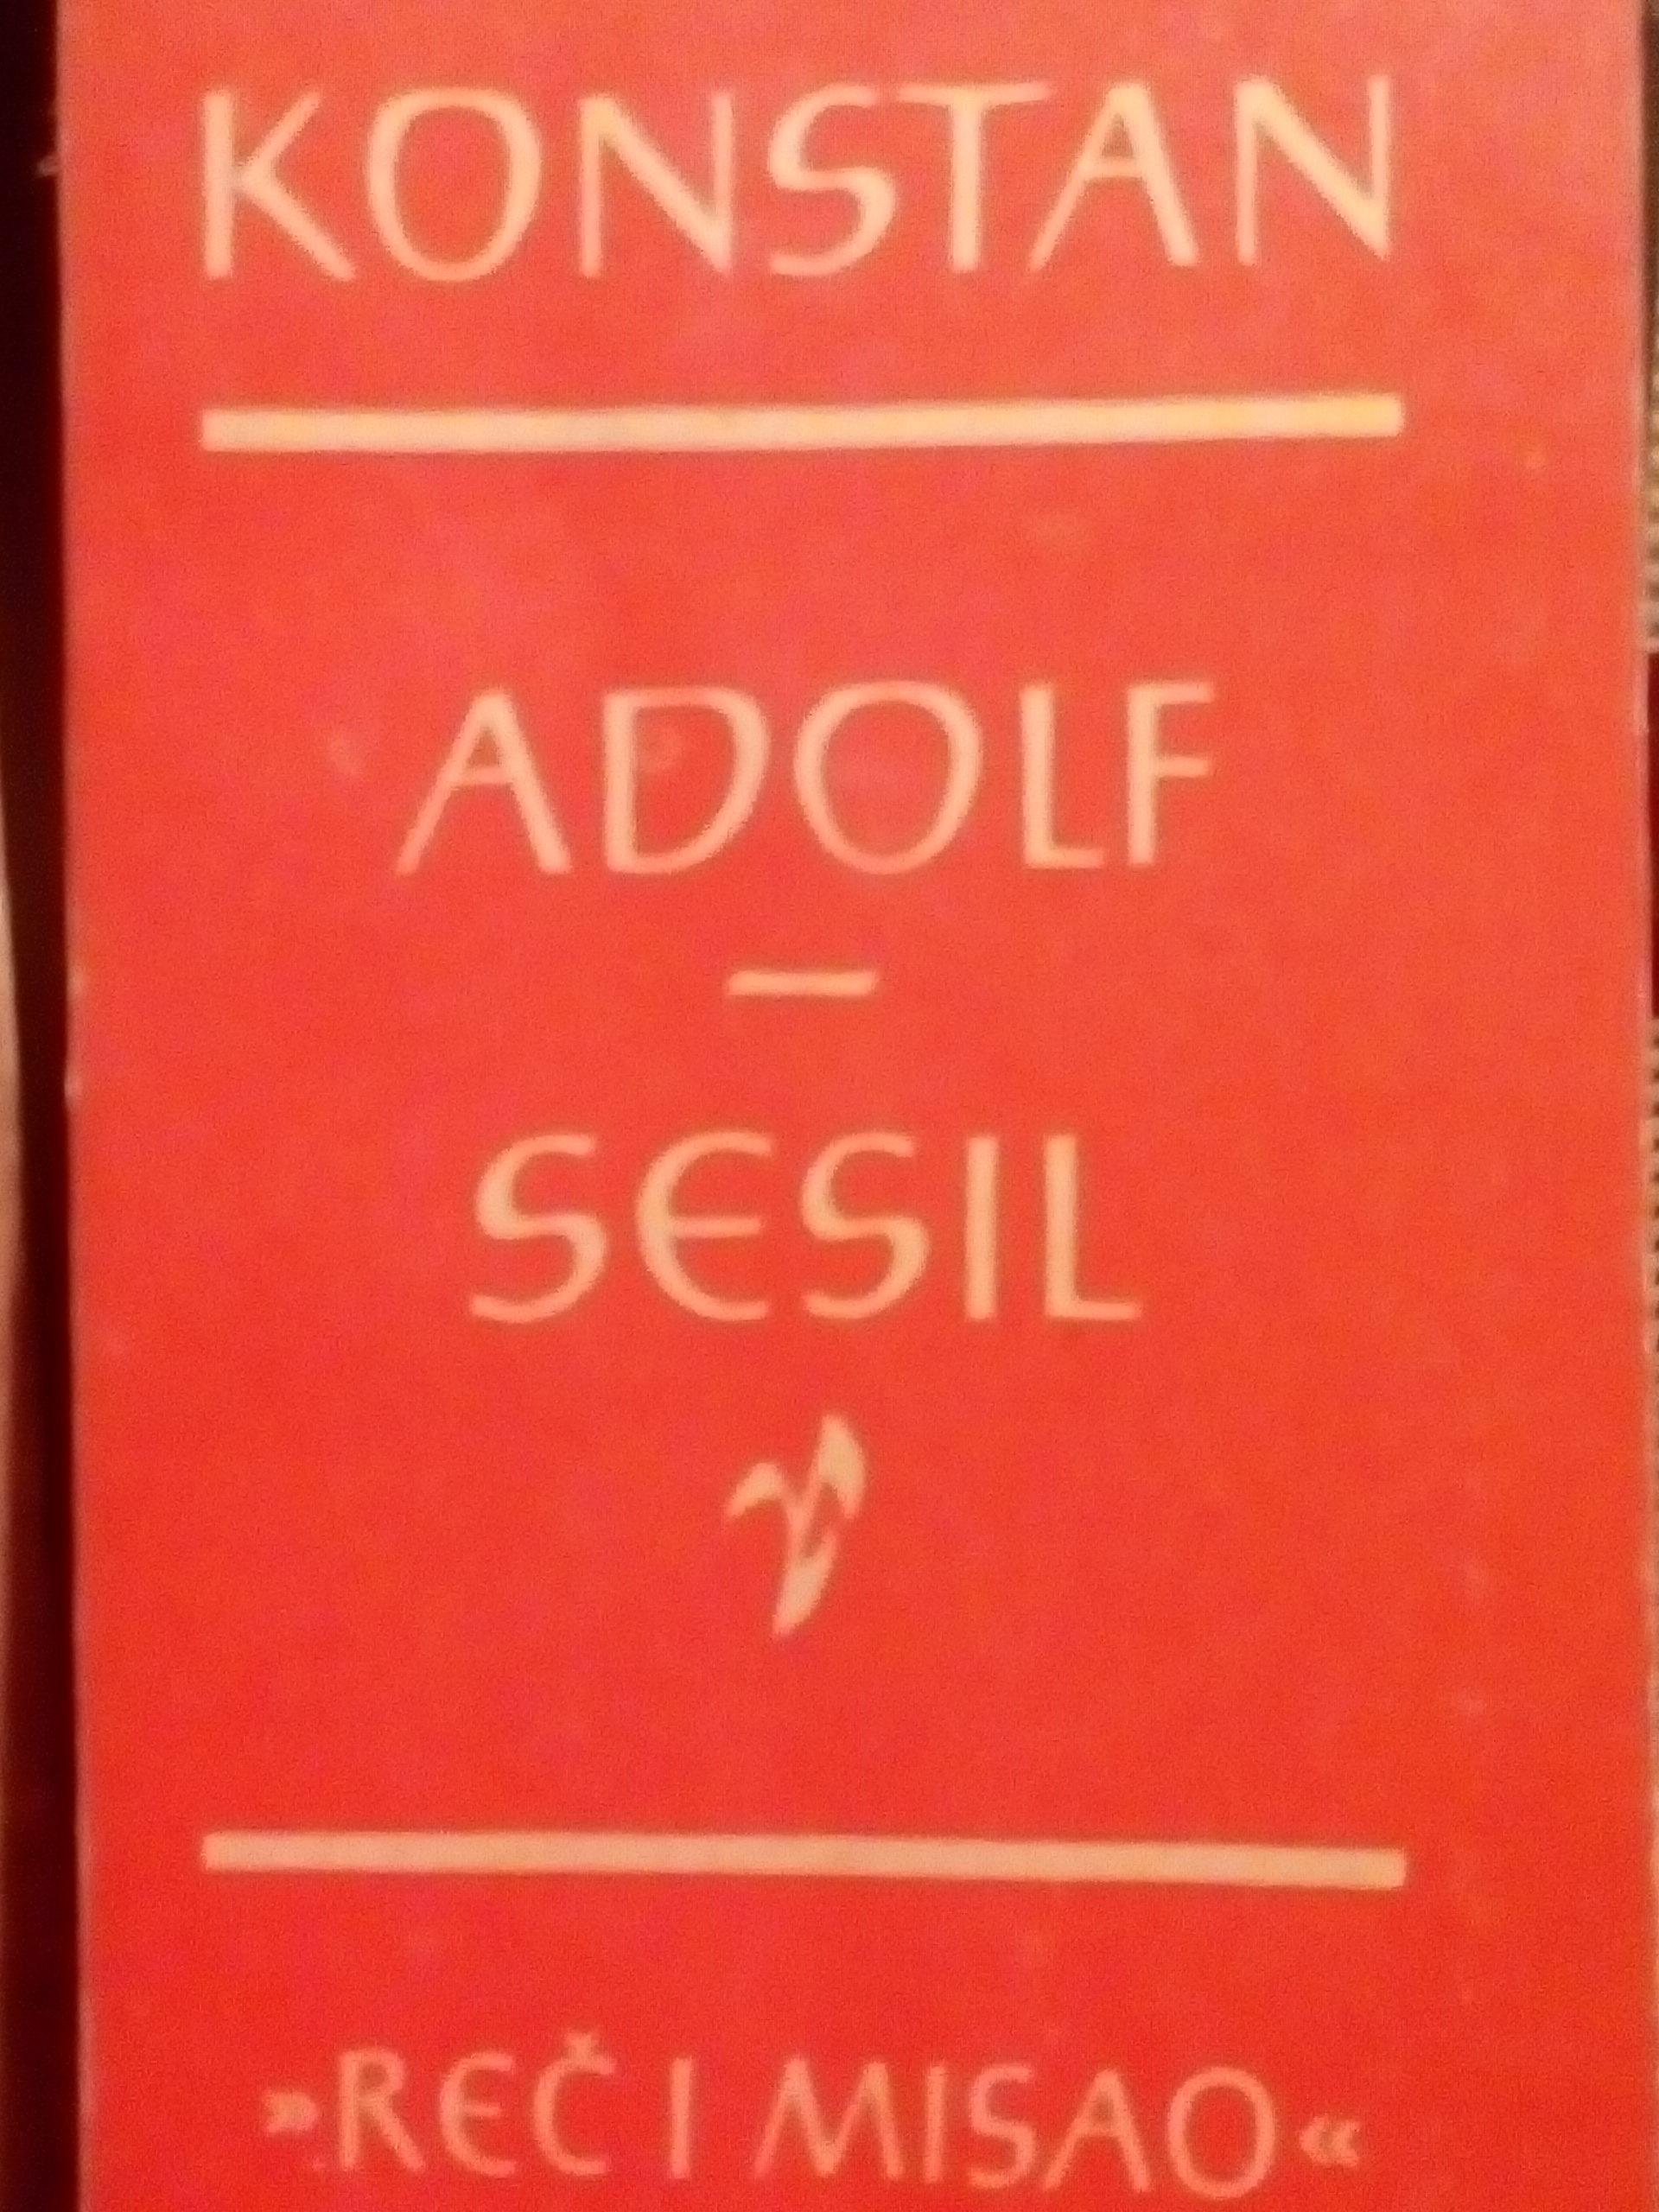 KONSTAN
ADOLF
—
SESIL
»REČ I MISAO«